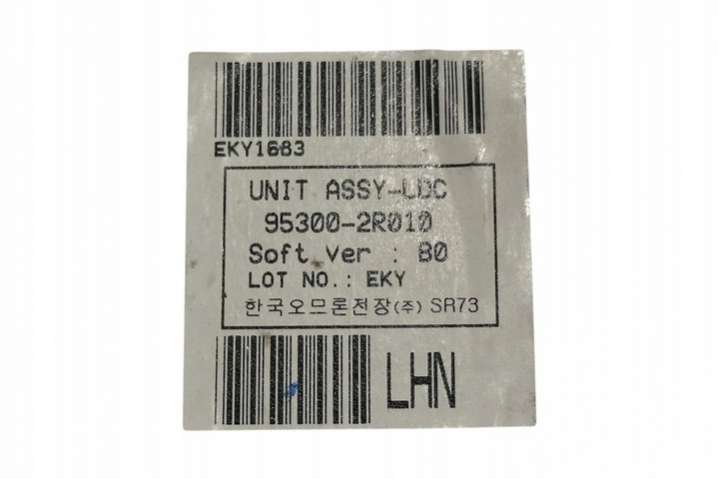 EKY1683
UNIT ASSY-LDC
95300-2R010
Soft ver : B0
LOT NO.: EKY
한국오므론전장(주) SR73
LHN